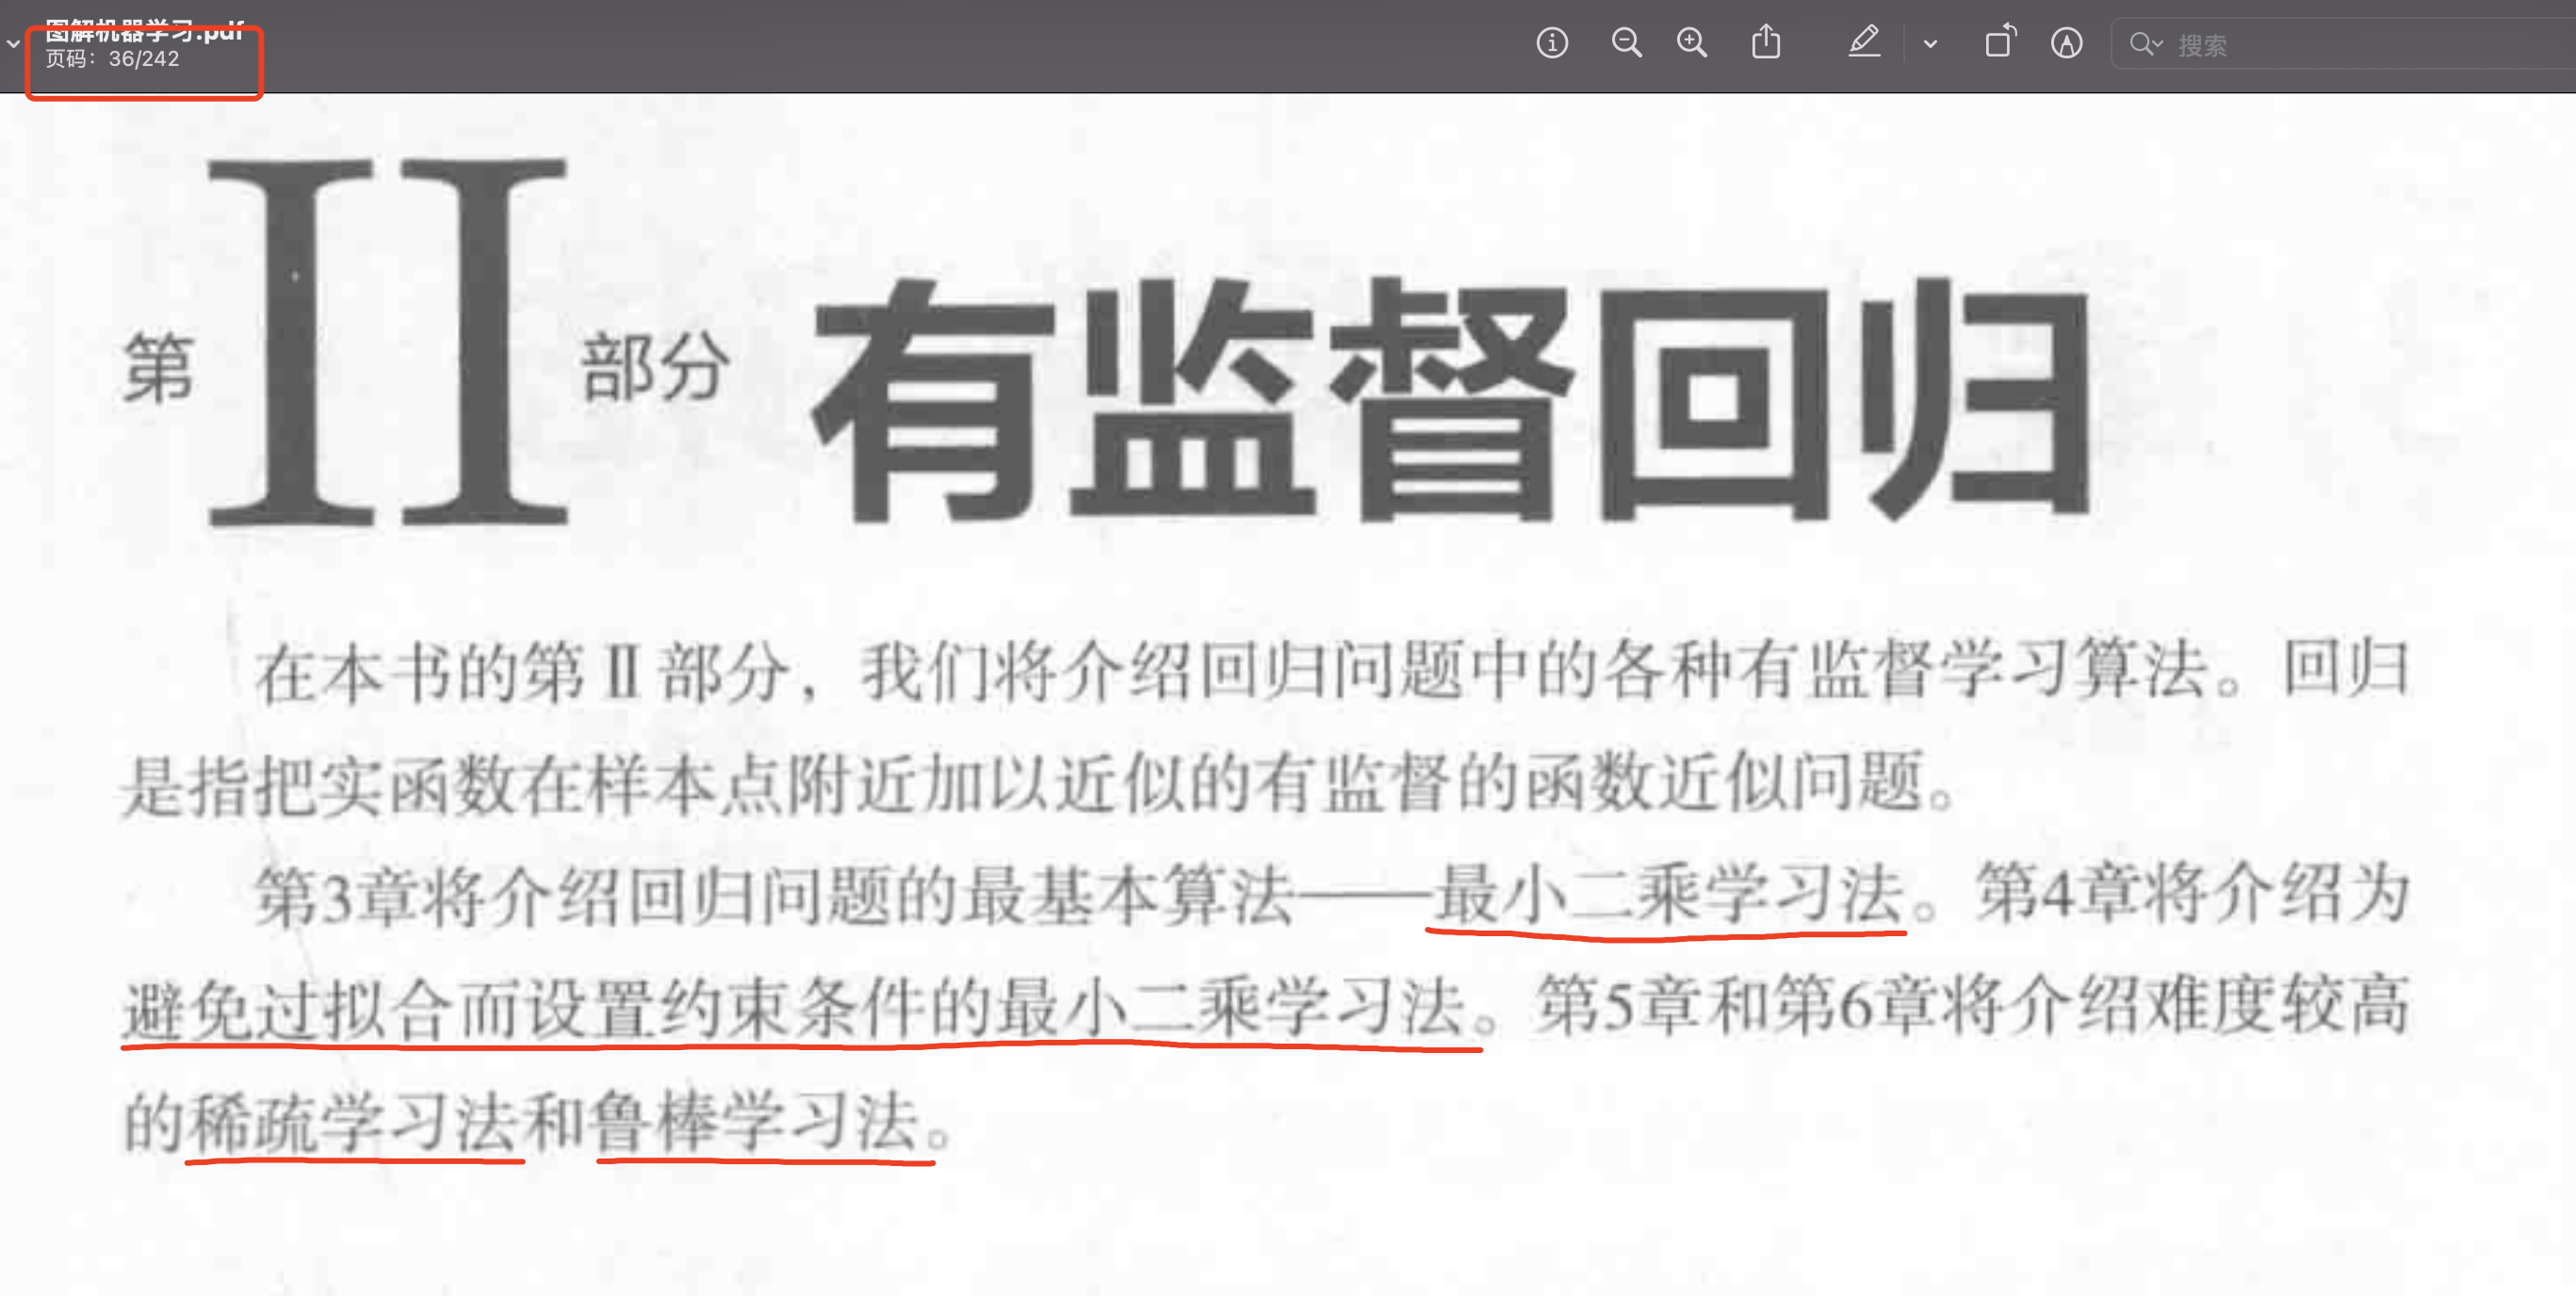 图解机器学习.pdf
页码：36/242
搜索
第 II 部分 有监督回归
在本书的第 II 部分，我们将介绍回归问题中的各种有监督学习算法。回归
是指把实函数在样本点附近加以近似的有监督的函数近似问题。
第3章将介绍回归问题的最基本算法——最小二乘学习法。第4章将介绍为
避免过拟合而设置约束条件的最小二乘学习法。第5章和第6章将介绍难度较高
的稀疏学习法和鲁棒学习法。